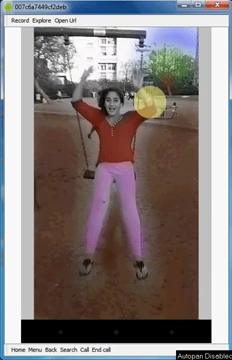 007c6a7449cf2deb
Record Explore Open Url
Home Menu Back Search Call End call
Autopan Disabled